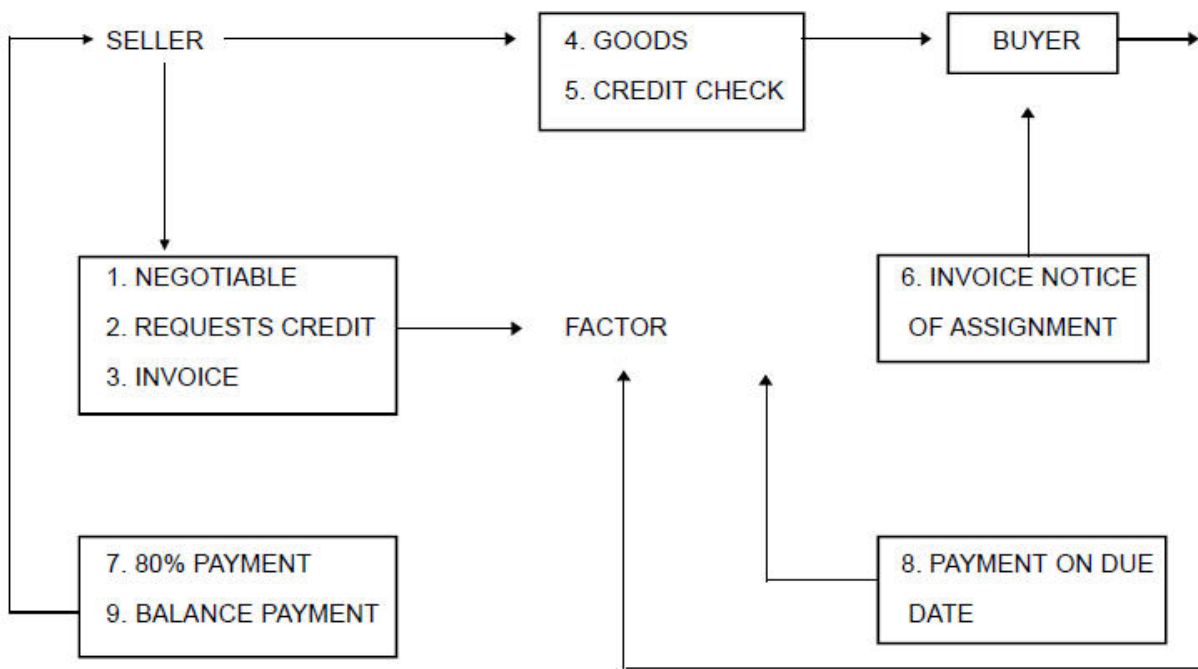 SELLER
4. GOODS
5. CREDIT CHECK
BUYER
1. NEGOTIABLE
2. REQUESTS CREDIT
3. INVOICE
FACTOR
6. INVOICE NOTICE
OF ASSIGNMENT
7. 80% PAYMENT
9. BALANCE PAYMENT
8. PAYMENT ON DUE
DATE